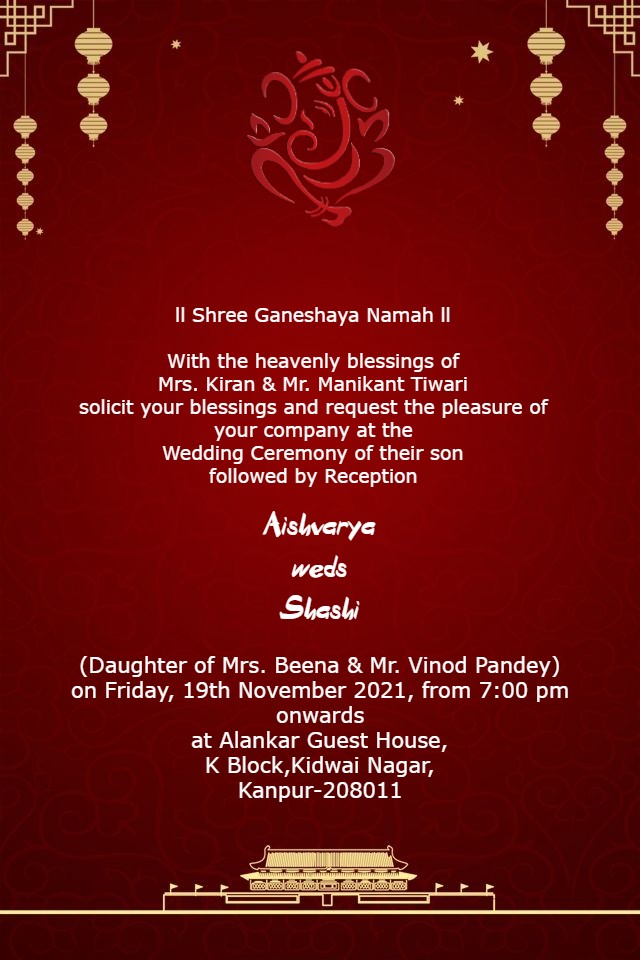 ll Shree Ganeshaya Namah ll
With the heavenly blessings of
Mrs. Kiran & Mr. Manikant Tiwari
solicit your blessings and request the pleasure of
your company at the
Wedding Ceremony of their son
followed by Reception
Aishvarya
weds
Shashi
(Daughter of Mrs. Beena & Mr. Vinod Pandey)
on Friday, 19th November 2021, from 7:00 pm
onwards
at Alankar Guest House,
K Block,Kidwai Nagar,
Kanpur-208011